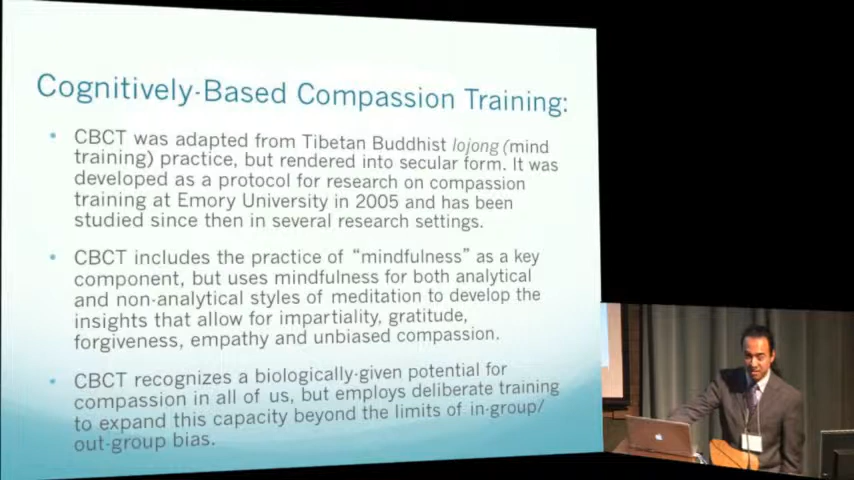 Cognitively-Based Compassion Training:
• CBCT was adapted from Tibetan Buddhist lojong (mind
training) practice, but rendered into secular form. It was
developed as a protocol for research on compassion
training at Emory University in 2005 and has been
studied since then in several research settings.
• CBCT includes the practice of “mindfulness” as a key
component, but uses mindfulness for both analytical
and non-analytical styles of meditation to develop the
insights that allow for impartiality, gratitude,
forgiveness, empathy and unbiased compassion.
• CBCT recognizes a biologically-given potential for
compassion in all of us, but employs deliberate training
to expand this capacity beyond the limits of in-group/
out-group bias.